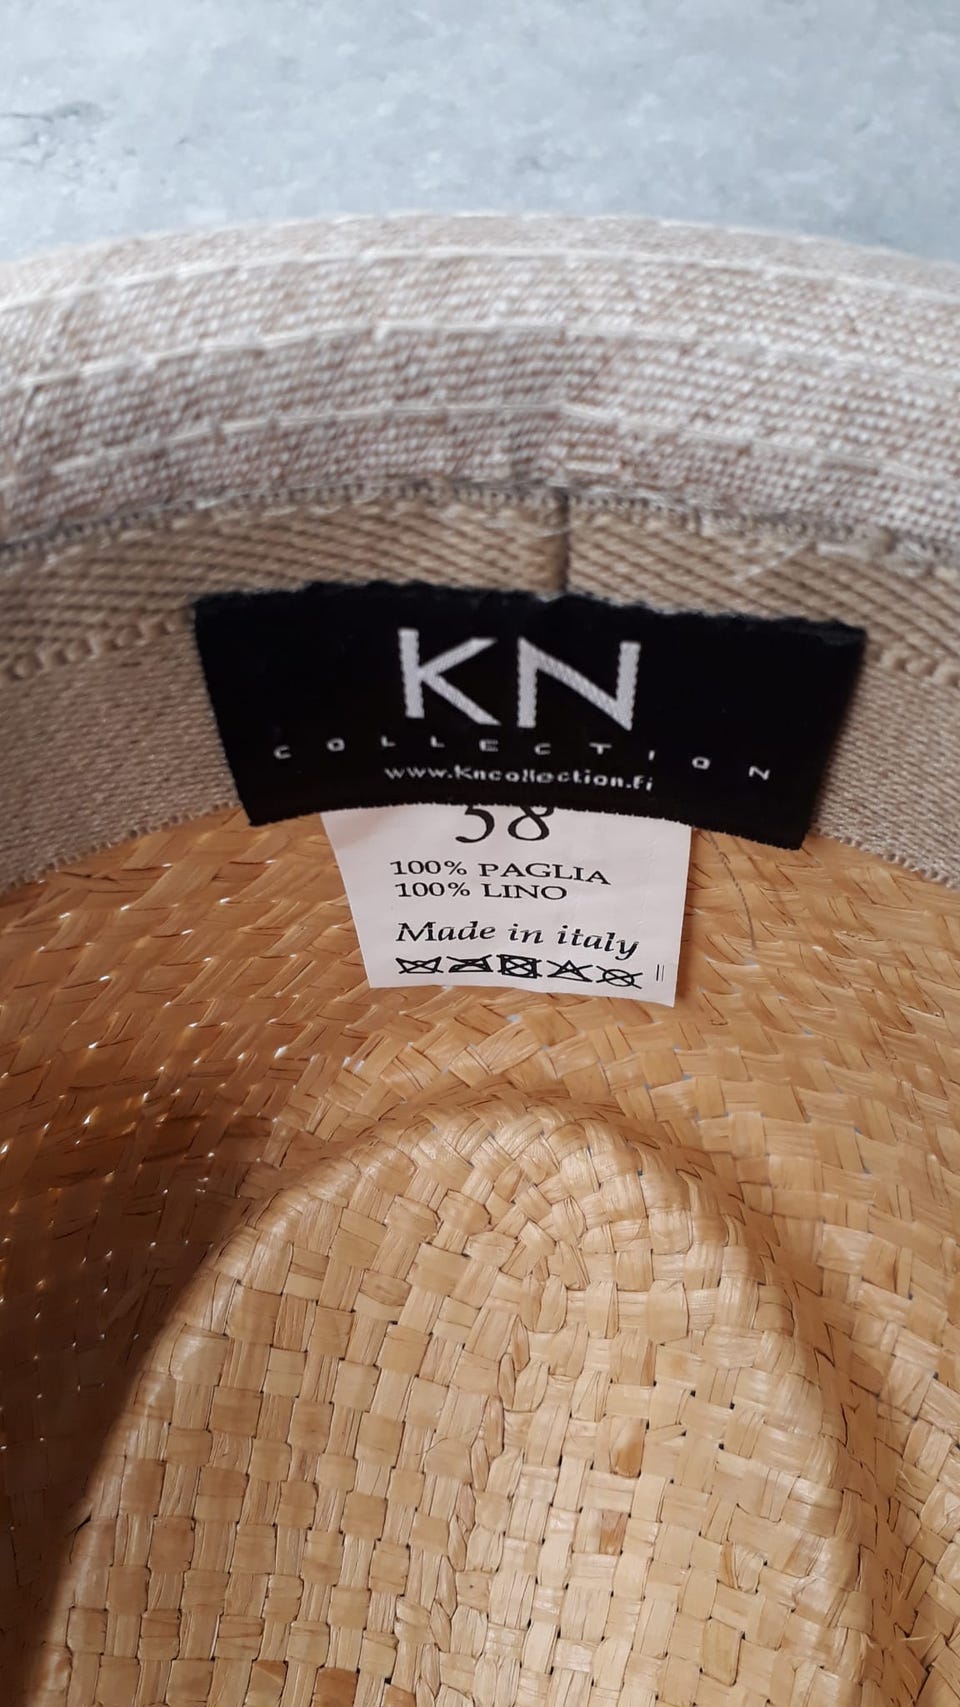 KN
COLLECTION
www.kncollection.fi
58
100% PAGLIA
100% LINO
Made in italy